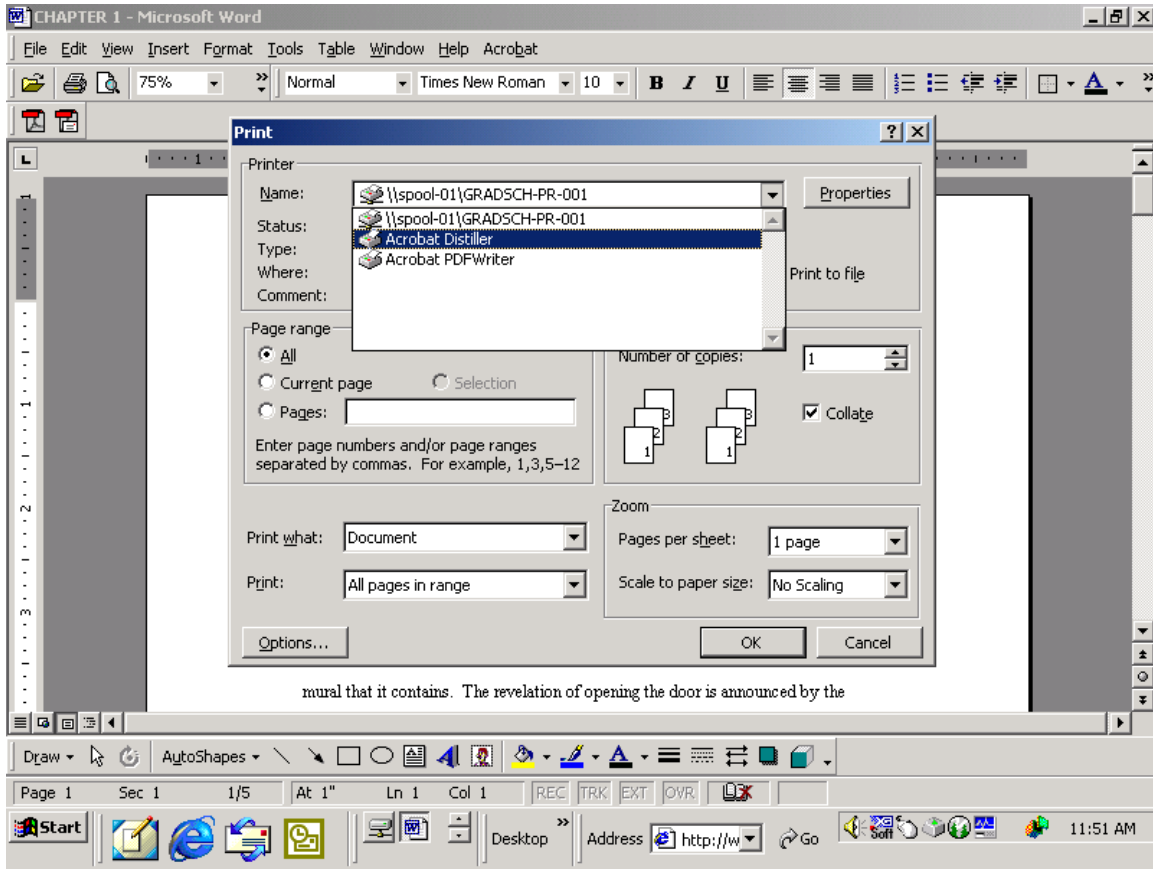 CHAPTER 1 - Microsoft Word
File Edit View Insert Format Tools Table Window Help Acrobat
75% Normal Times New Roman 10 B I U A
Print
Printer
Name: \\spool-01\GRADSCH-PR-001 Properties
\\spool-01\GRADSCH-PR-001
Status:
Acrobat Distiller
Type:
Acrobat PDFWriter
Where: Print to file
Comment:
Page range
Number of copies: 1
All
Current page Selection
Pages:
Collate
Enter page numbers and/or page ranges
separated by commas. For example, 1,3,5–12
3 3
2 2
1 1
Zoom
Print what: Document Pages per sheet: 1 page
Print: All pages in range Scale to paper size: No Scaling
Options... OK Cancel
mural that it contains. The revelation of opening the door is announced by the
Draw AutoShapes A
Page 1 Sec 1 1/5 At 1" Ln 1 Col 1 REC TRK EXT OVR
Start Desktop Address http://w Go Soft 11:51 AM